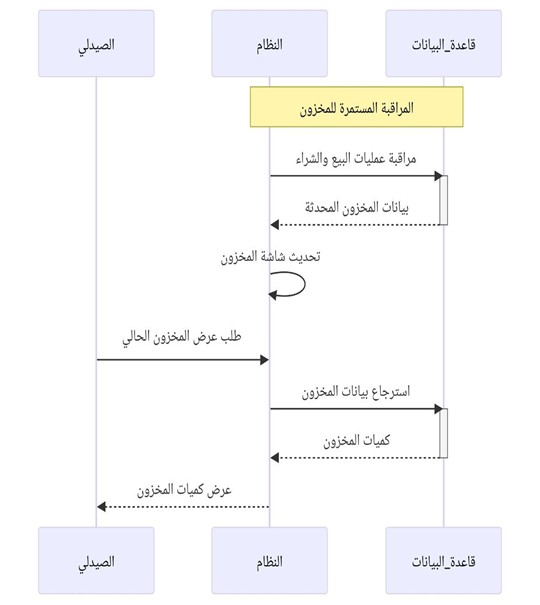 الصيدلي
النظام
قاعدة_البيانات
المراقبة المستمرة للمخزون
مراقبة عمليات البيع والشراء
بيانات المخزون المحدثة
تحديث شاشة المخزون
طلب عرض المخزون الحالي
استرجاع بيانات المخزون
كميات المخزون
عرض كميات المخزون
الصيدلي
النظام
قاعدة_البيانات